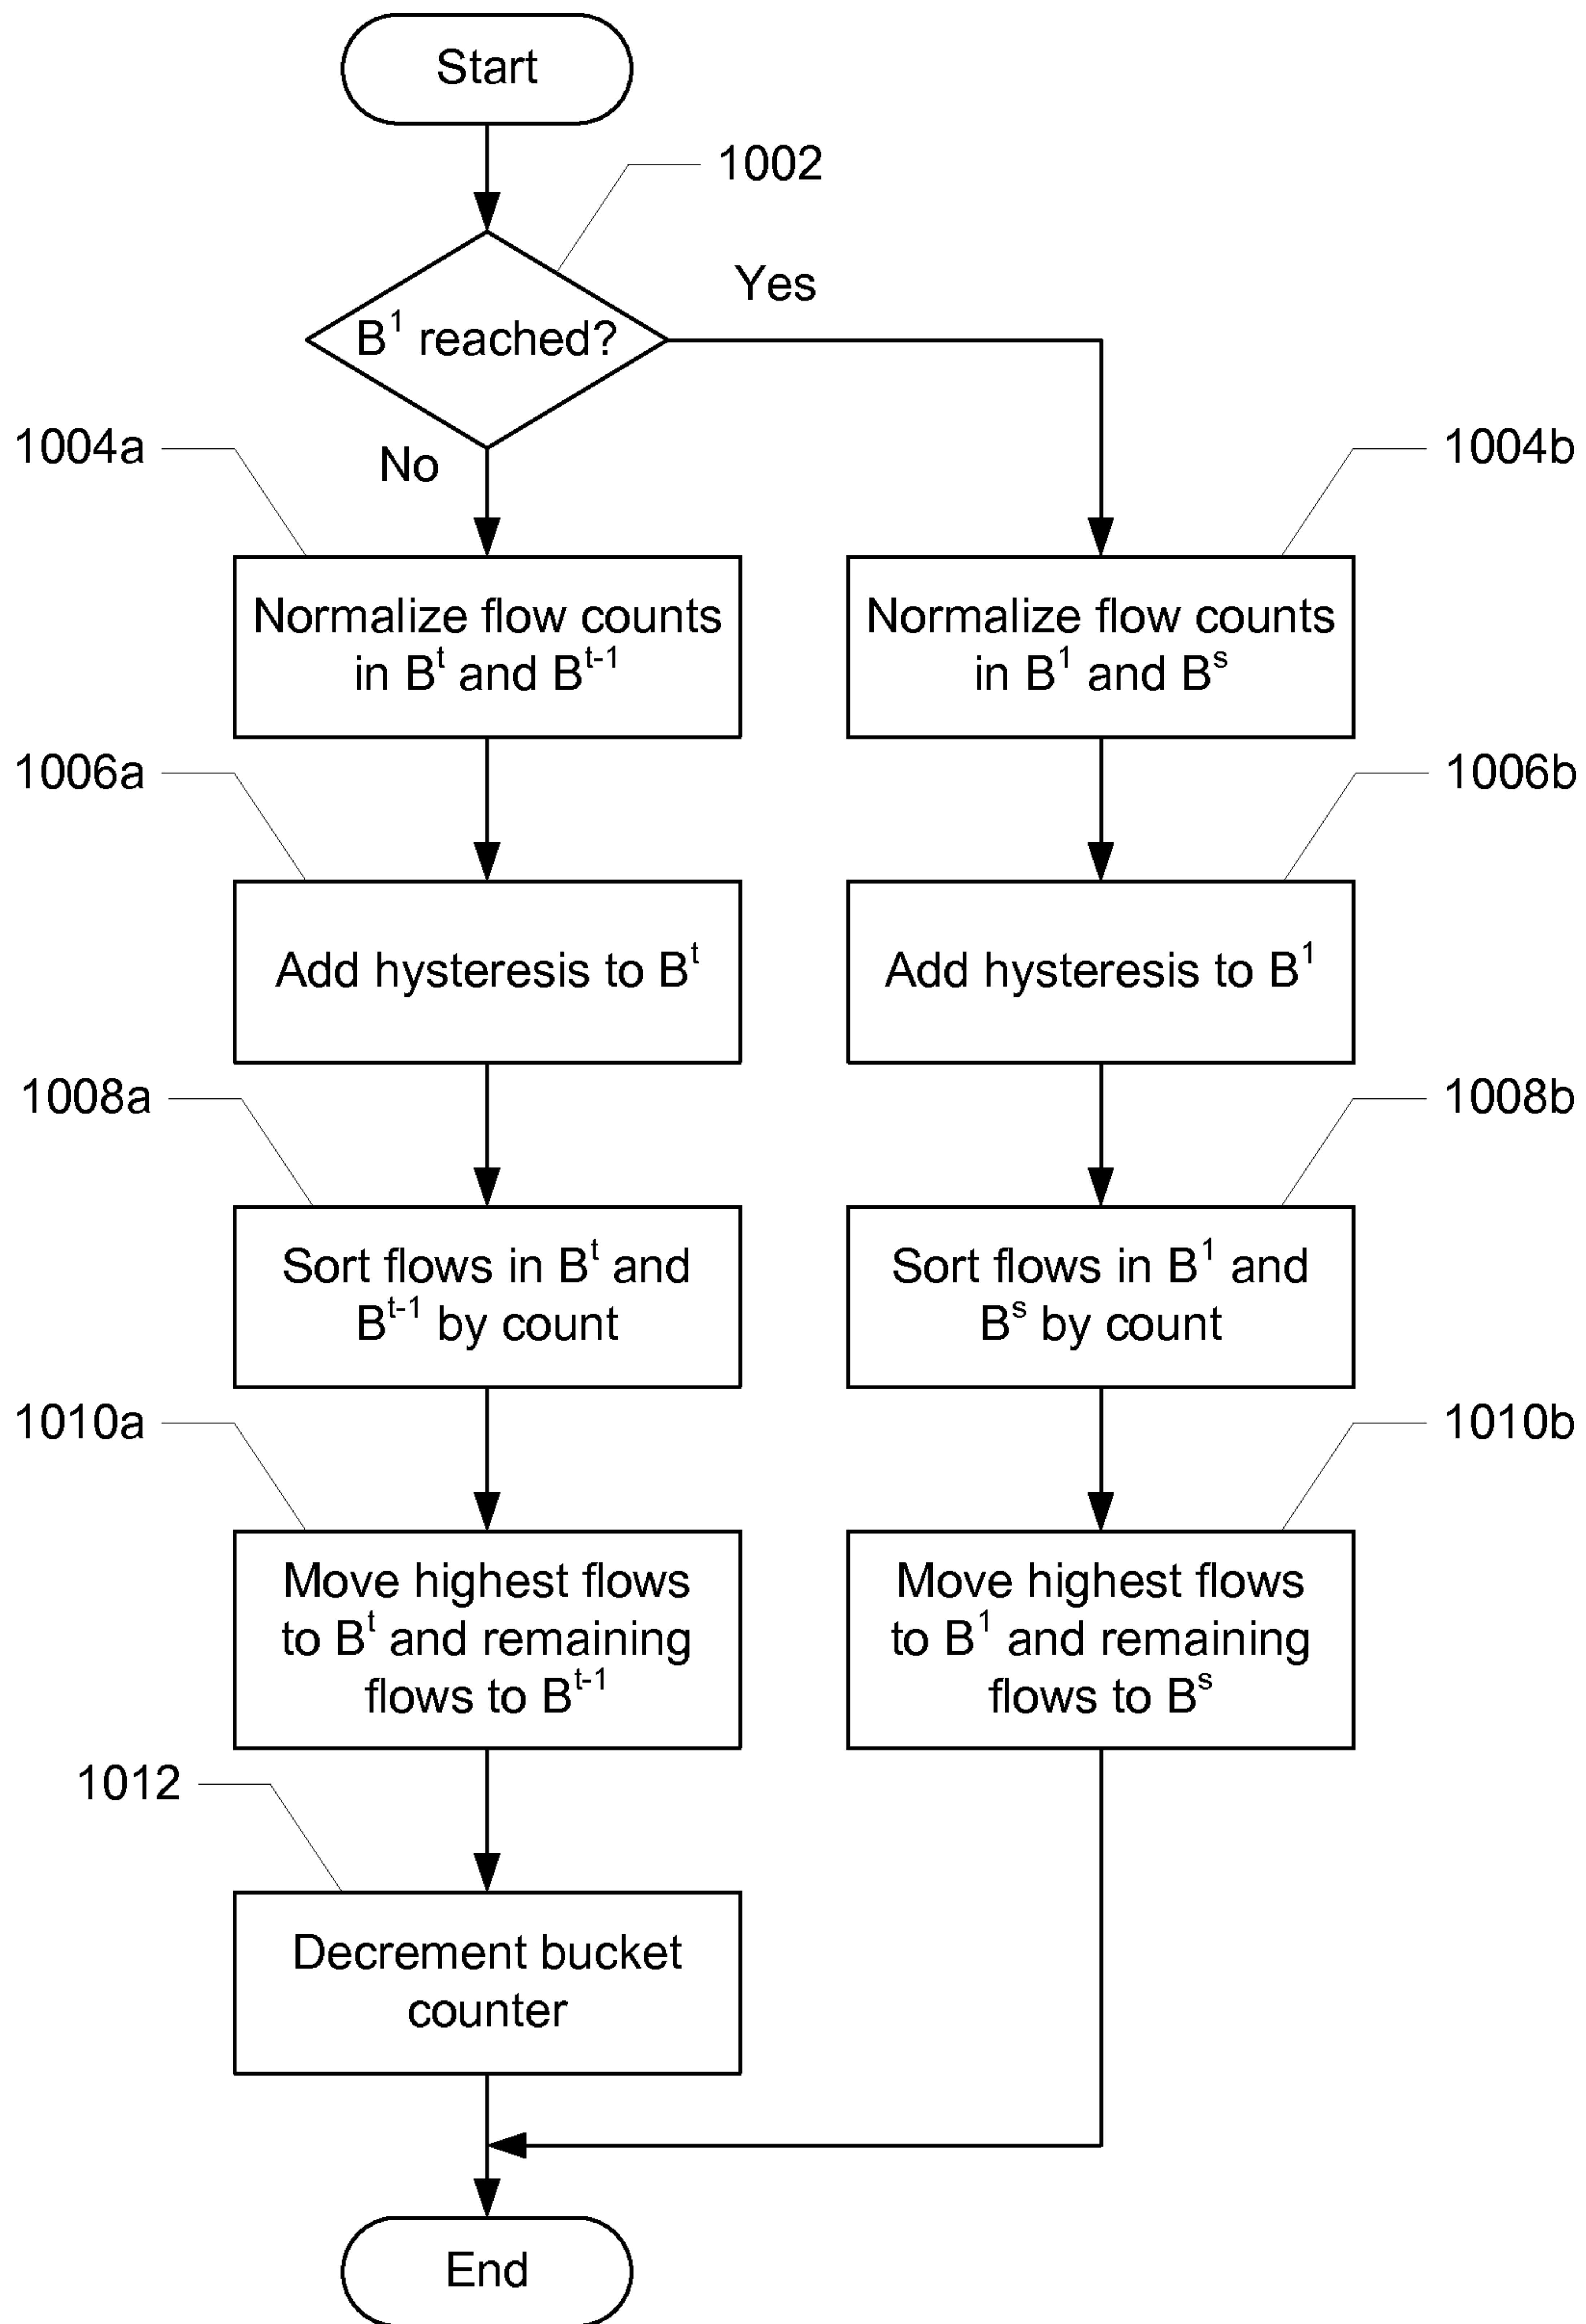 Start
1002
B¹ reached?
Yes
No
1004a
1004b
Normalize flow counts
in Bᵗ and Bᵗ⁻¹
Normalize flow counts
in B¹ and Bˢ
1006a
1006b
Add hysteresis to Bᵗ
Add hysteresis to B¹
1008a
1008b
Sort flows in Bᵗ and
Bᵗ⁻¹ by count
Sort flows in B¹ and
Bˢ by count
1010a
1010b
Move highest flows
to Bᵗ and remaining
flows to Bᵗ⁻¹
Move highest flows
to B¹ and remaining
flows to Bˢ
1012
Decrement bucket
counter
End